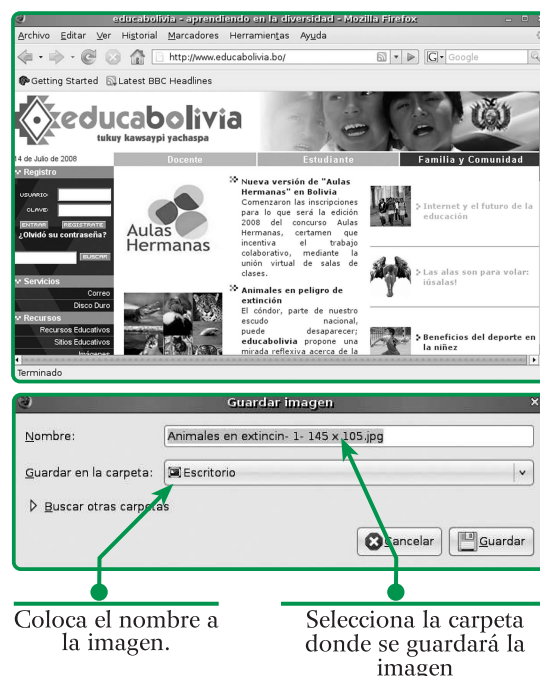 educabolivia - aprendiendo en la diversidad - Mozilla Firefox
Archivo Editar Ver Historial Marcadores Herramientas Ayuda
http://www.educabolivia.bo/
G Google
Getting Started Latest BBC Headlines
educabolivia
tukuy kawsaypi yachaspa
14 de Julio de 2008
Docente
Estudiante
Familia y Comunidad
Registro
USUARIO:
CLAVE:
ENTRAR REGISTRATE
¿Olvidó su contraseña?
BUSCAR
Servicios
Correo
Disco Duro
Recursos
Recursos Educativos
Sitios Educativos
Imágenes
Aulas
Hermanas
Nueva versión de "Aulas
Hermanas" en Bolivia
Comenzaron las inscripciones
para lo que será la edición
2008 del concurso Aulas
Hermanas, certamen que
incentiva el trabajo
colaborativo, mediante la
unión virtual de salas de
clases.
Animales en peligro de
extinción
El cóndor, parte de nuestro
escudo nacional,
puede desaparecer;
educabolivia propone una
mirada reflexiva acerca de la
Internet y el futuro de la
educación
Las alas son para volar:
iúsalas!
Beneficios del deporte en
la niñez
Terminado
Guardar imagen
Nombre:
Animales en extincin- 1- 145 x 105.jpg
Guardar en la carpeta:
Escritorio
Buscar otras carpetas
Cancelar
Guardar
Coloca el nombre a
la imagen.
Selecciona la carpeta
donde se guardará la
imagen